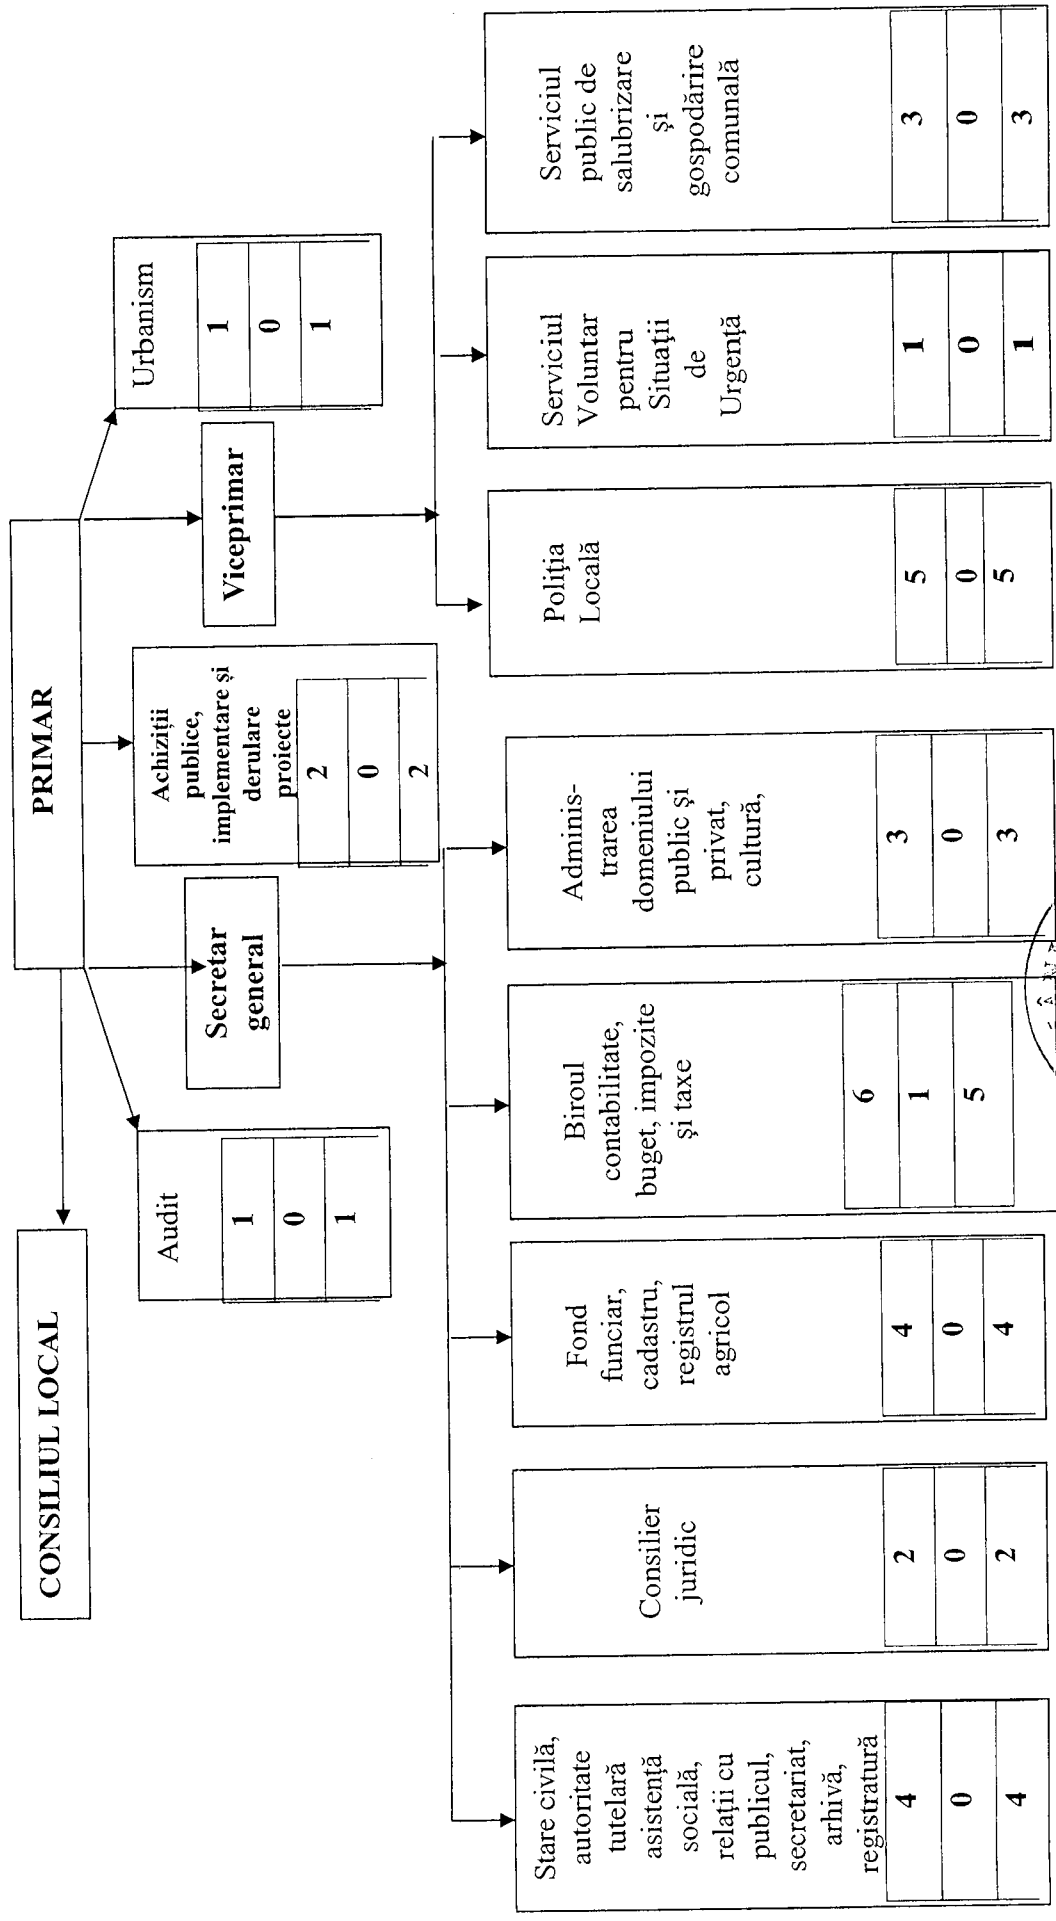 PRIMAR
CONSILIUL LOCAL
Audit
1
0
1
Secretar
general
Achiziții
publice,
implementare și
derulare
proiecte
2
0
2
Viceprimar
Urbanism
1
0
1
Stare civilă,
autoritate
tutelară
asistență
socială,
relații cu
publicul,
secretariat,
arhivă,
registratură
4
0
4
Consilier
juridic
2
0
2
Fond
funciar,
cadastru,
registrul
agricol
4
0
4
Biroul
contabilitate,
buget, impozite
și taxe
6
1
5
Adminis-
trarea
domeniului
public și
privat,
cultură,
3
0
3
Poliția
Locală
5
0
5
Serviciul
Voluntar
pentru
Situații
de
Urgență
1
0
1
Serviciul
public de
salubrizare
și
gospodărire
comunală
3
0
3